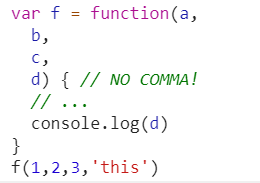 var f = function(a,
  b,
  c,
  d) { // NO COMMA!
  // ...
  console.log(d)
}
f(1,2,3,'this')